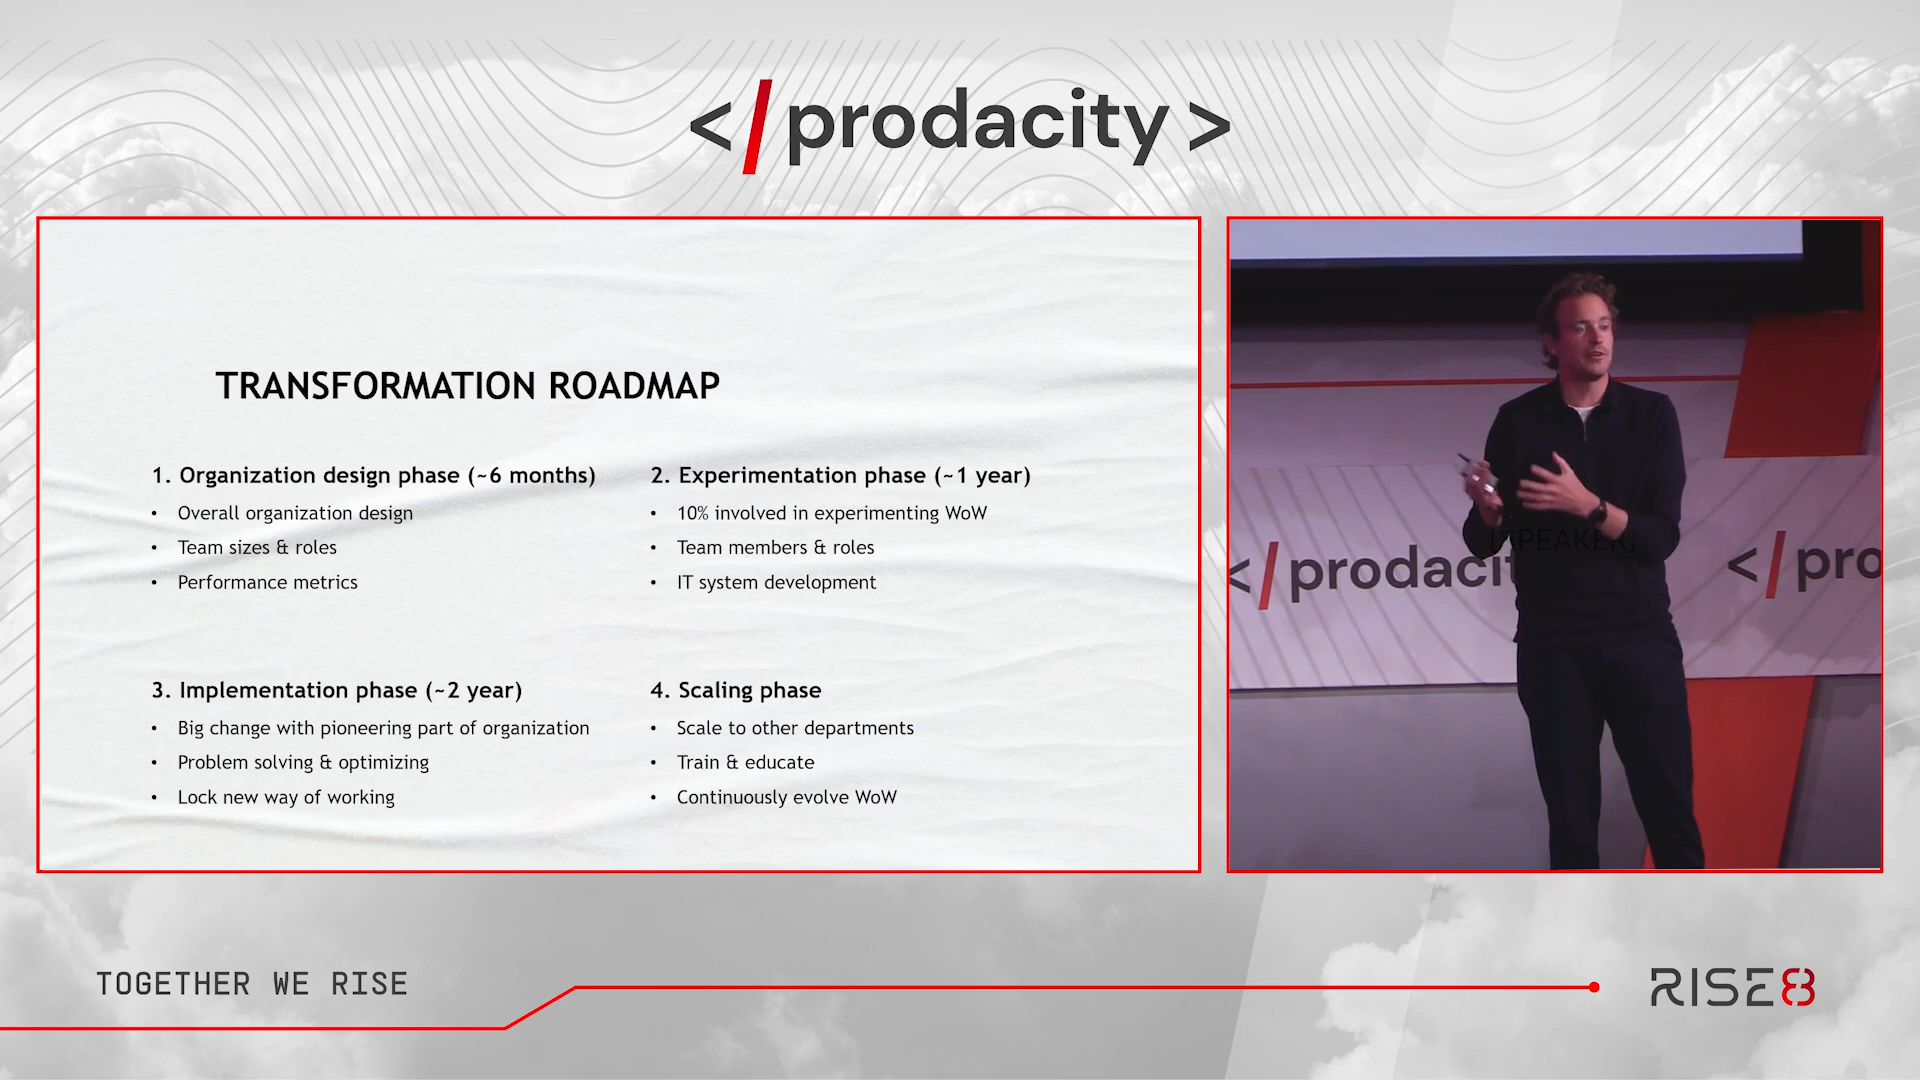 </prodacity>
TRANSFORMATION ROADMAP
1. Organization design phase (~6 months)
• Overall organization design
• Team sizes & roles
• Performance metrics
2. Experimentation phase (~1 year)
• 10% involved in experimenting WoW
• Team members & roles
• IT system development
3. Implementation phase (~2 year)
• Big change with pioneering part of organization
• Problem solving & optimizing
• Lock new way of working
4. Scaling phase
• Scale to other departments
• Train & educate
• Continuously evolve WoW
[SPEAKER]
</prodacit
</pro
TOGETHER WE RISE
RISE8